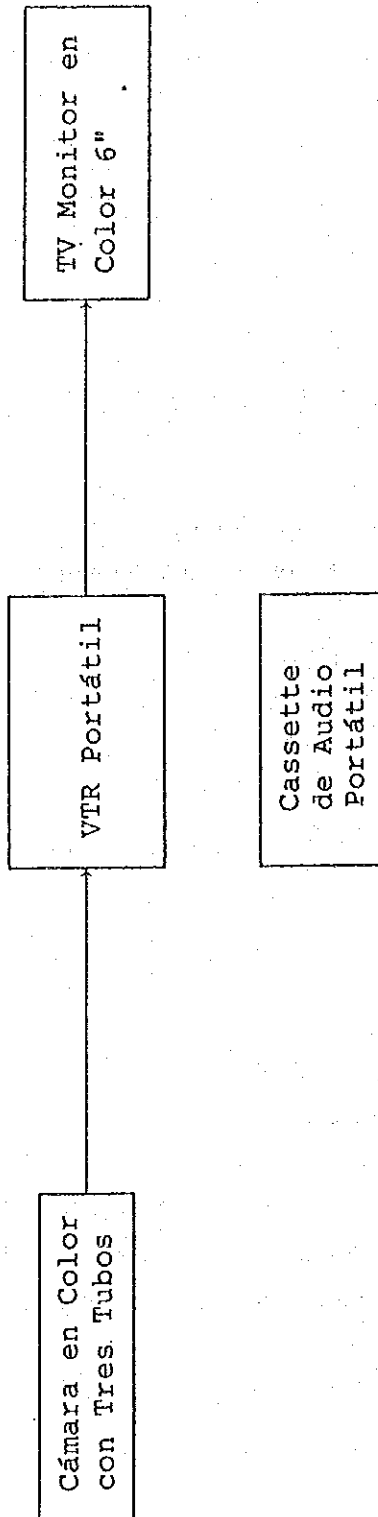 Cámara en Color
con Tres Tubos
VTR Portátil
TV Monitor en
Color 6"
Cassette
de Audio
Portátil